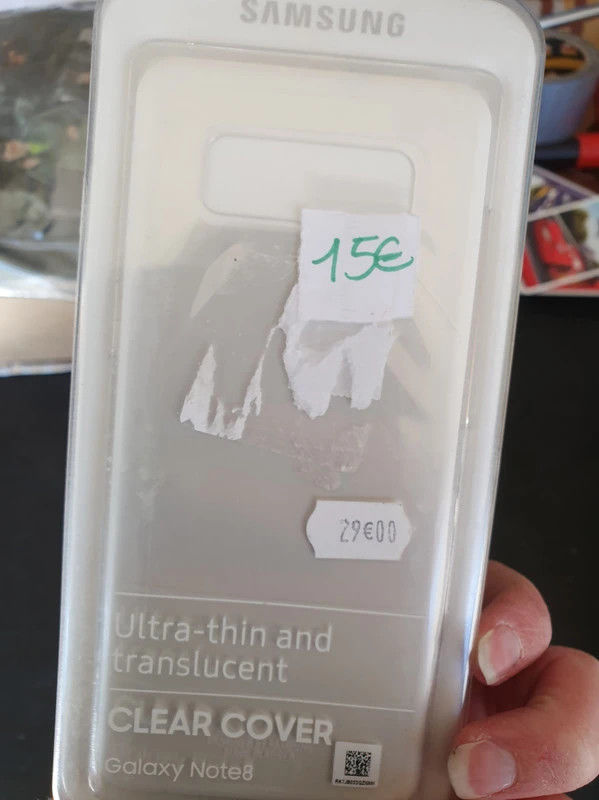 SAMSUNG
15€
29€00
Ultra-thin and
translucent
CLEAR COVER
Galaxy Note8